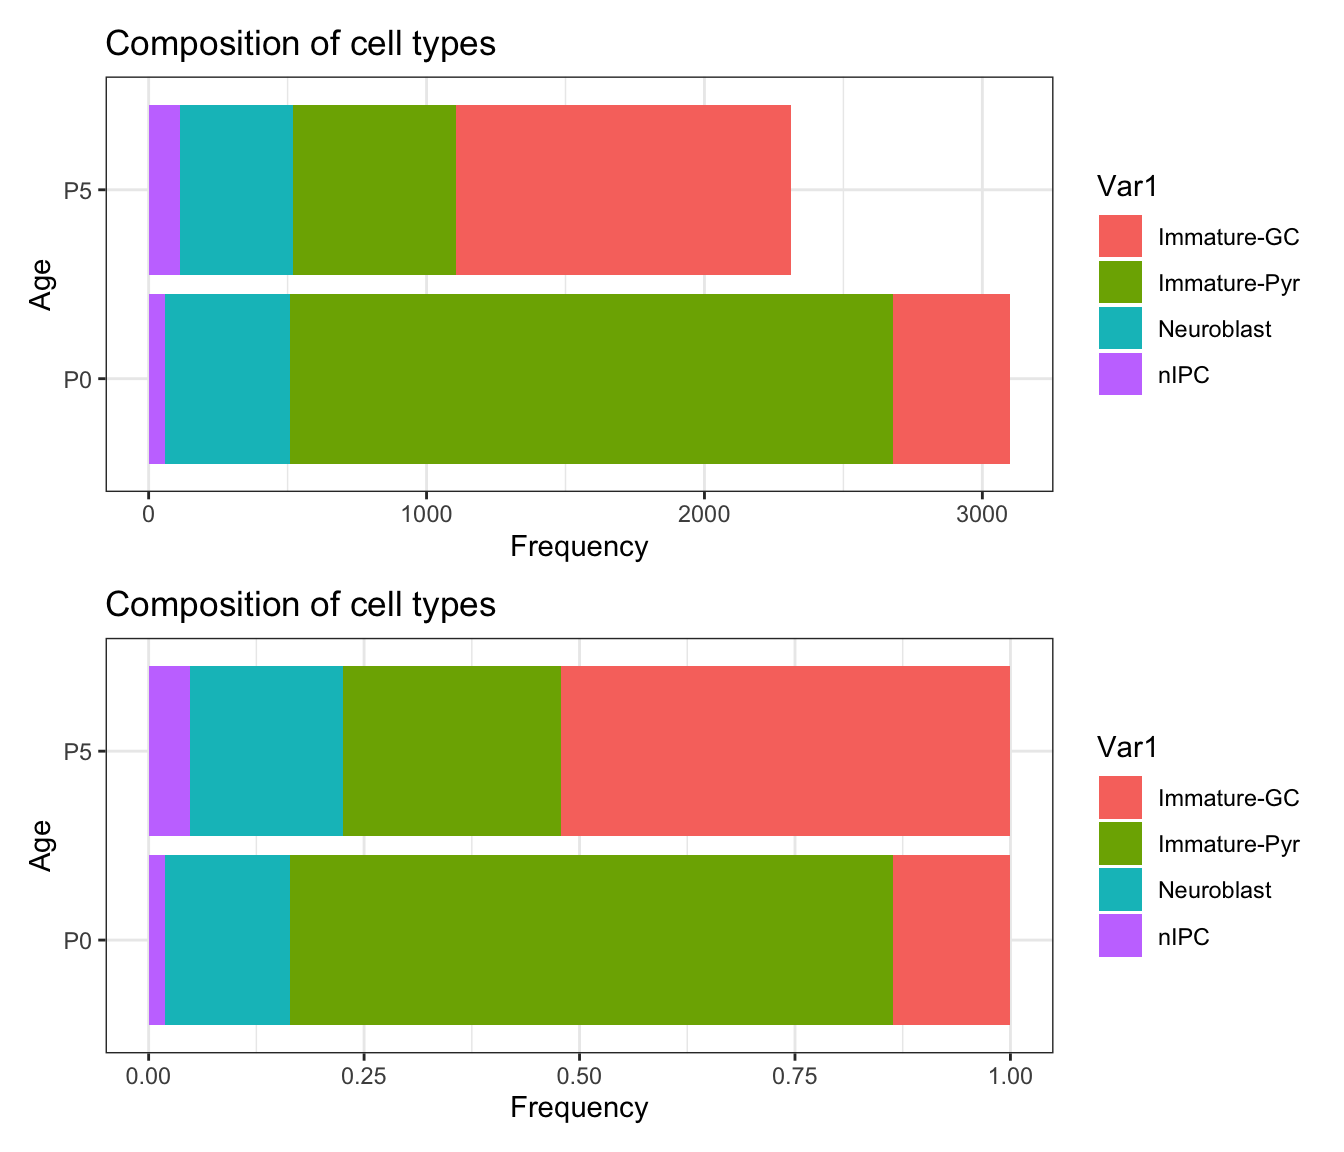 Composition of cell types
P5
P0
Age
0 1000 2000 3000
Frequency
Var1
Immature-GC
Immature-Pyr
Neuroblast
nIPC
Composition of cell types
P5
P0
Age
0.00 0.25 0.50 0.75 1.00
Frequency
Var1
Immature-GC
Immature-Pyr
Neuroblast
nIPC